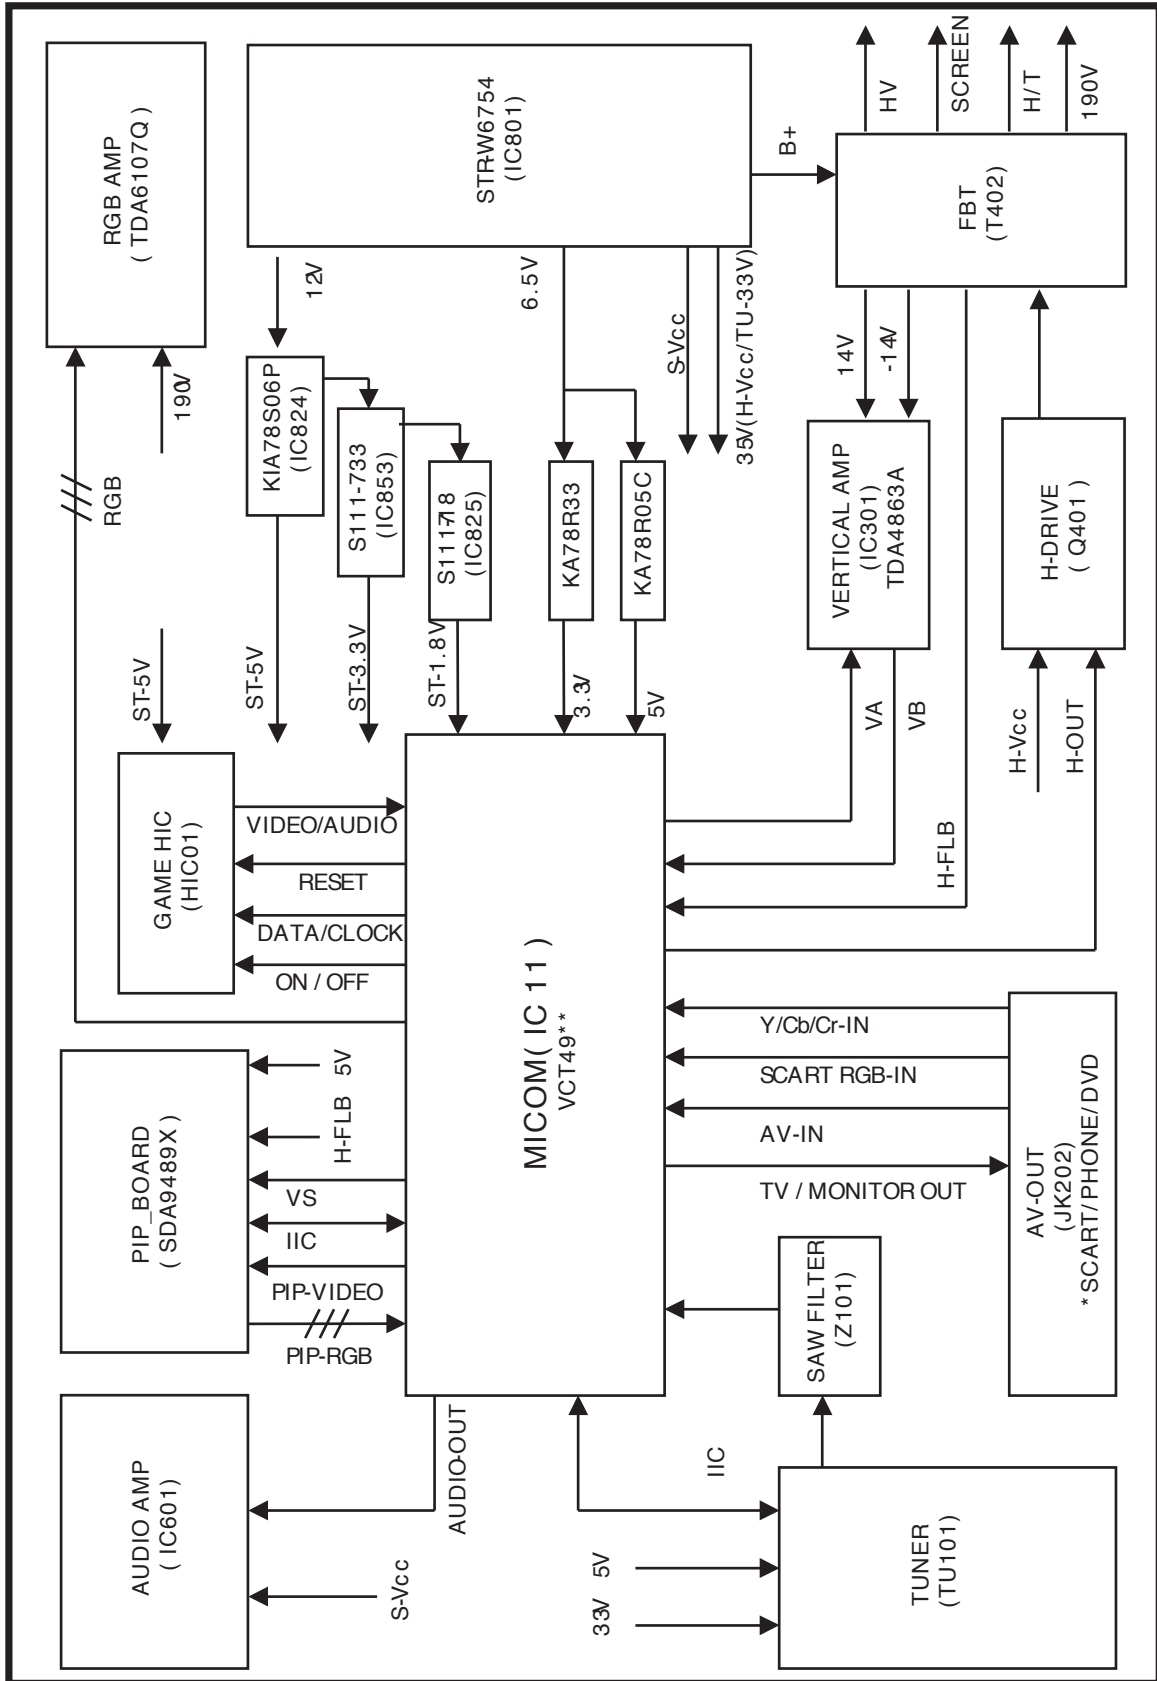 RGB AMP
( TDA6107Q )
190V
RGB
STR-W6754
(IC801)
12V
6.5V
S-Vcc
35V(H-Vcc/TU-33V)
B+
HV
SCREEN
H/T
190V
FBT
(T402)
14V
-14V
KIA78S06P
(IC824)
S111-733
(IC853)
S111718
(IC825)
KA78R33
KA78R05C
VERTICAL AMP
(IC301)
TDA4863A
H-DRIVE
( Q401)
ST-5V
ST-5V
ST-3.3V
ST-1.8V
3.3V
5V
VA
VB
H-FLB
H-Vcc
H-OUT
GAME HIC
(HIC01)
VIDEO/AUDIO
RESET
DATA/CLOCK
ON / OFF
MICOM( IC 11 )
VCT49**
PIP_BOARD
( SDA9489X )
5V
H-FLB
VS
IIC
PIP-VIDEO
PIP-RGB
Y/Cb/Cr-IN
SCART RGB-IN
AV-IN
TV / MONITOR OUT
AV-OUT
(JK202)
*SCART/PHONE/DVD
SAW FILTER
(Z101)
AUDIO AMP
( IC601)
AUDIO-OUT
S-Vcc
IIC
5V
33V
TUNER
(TU101)